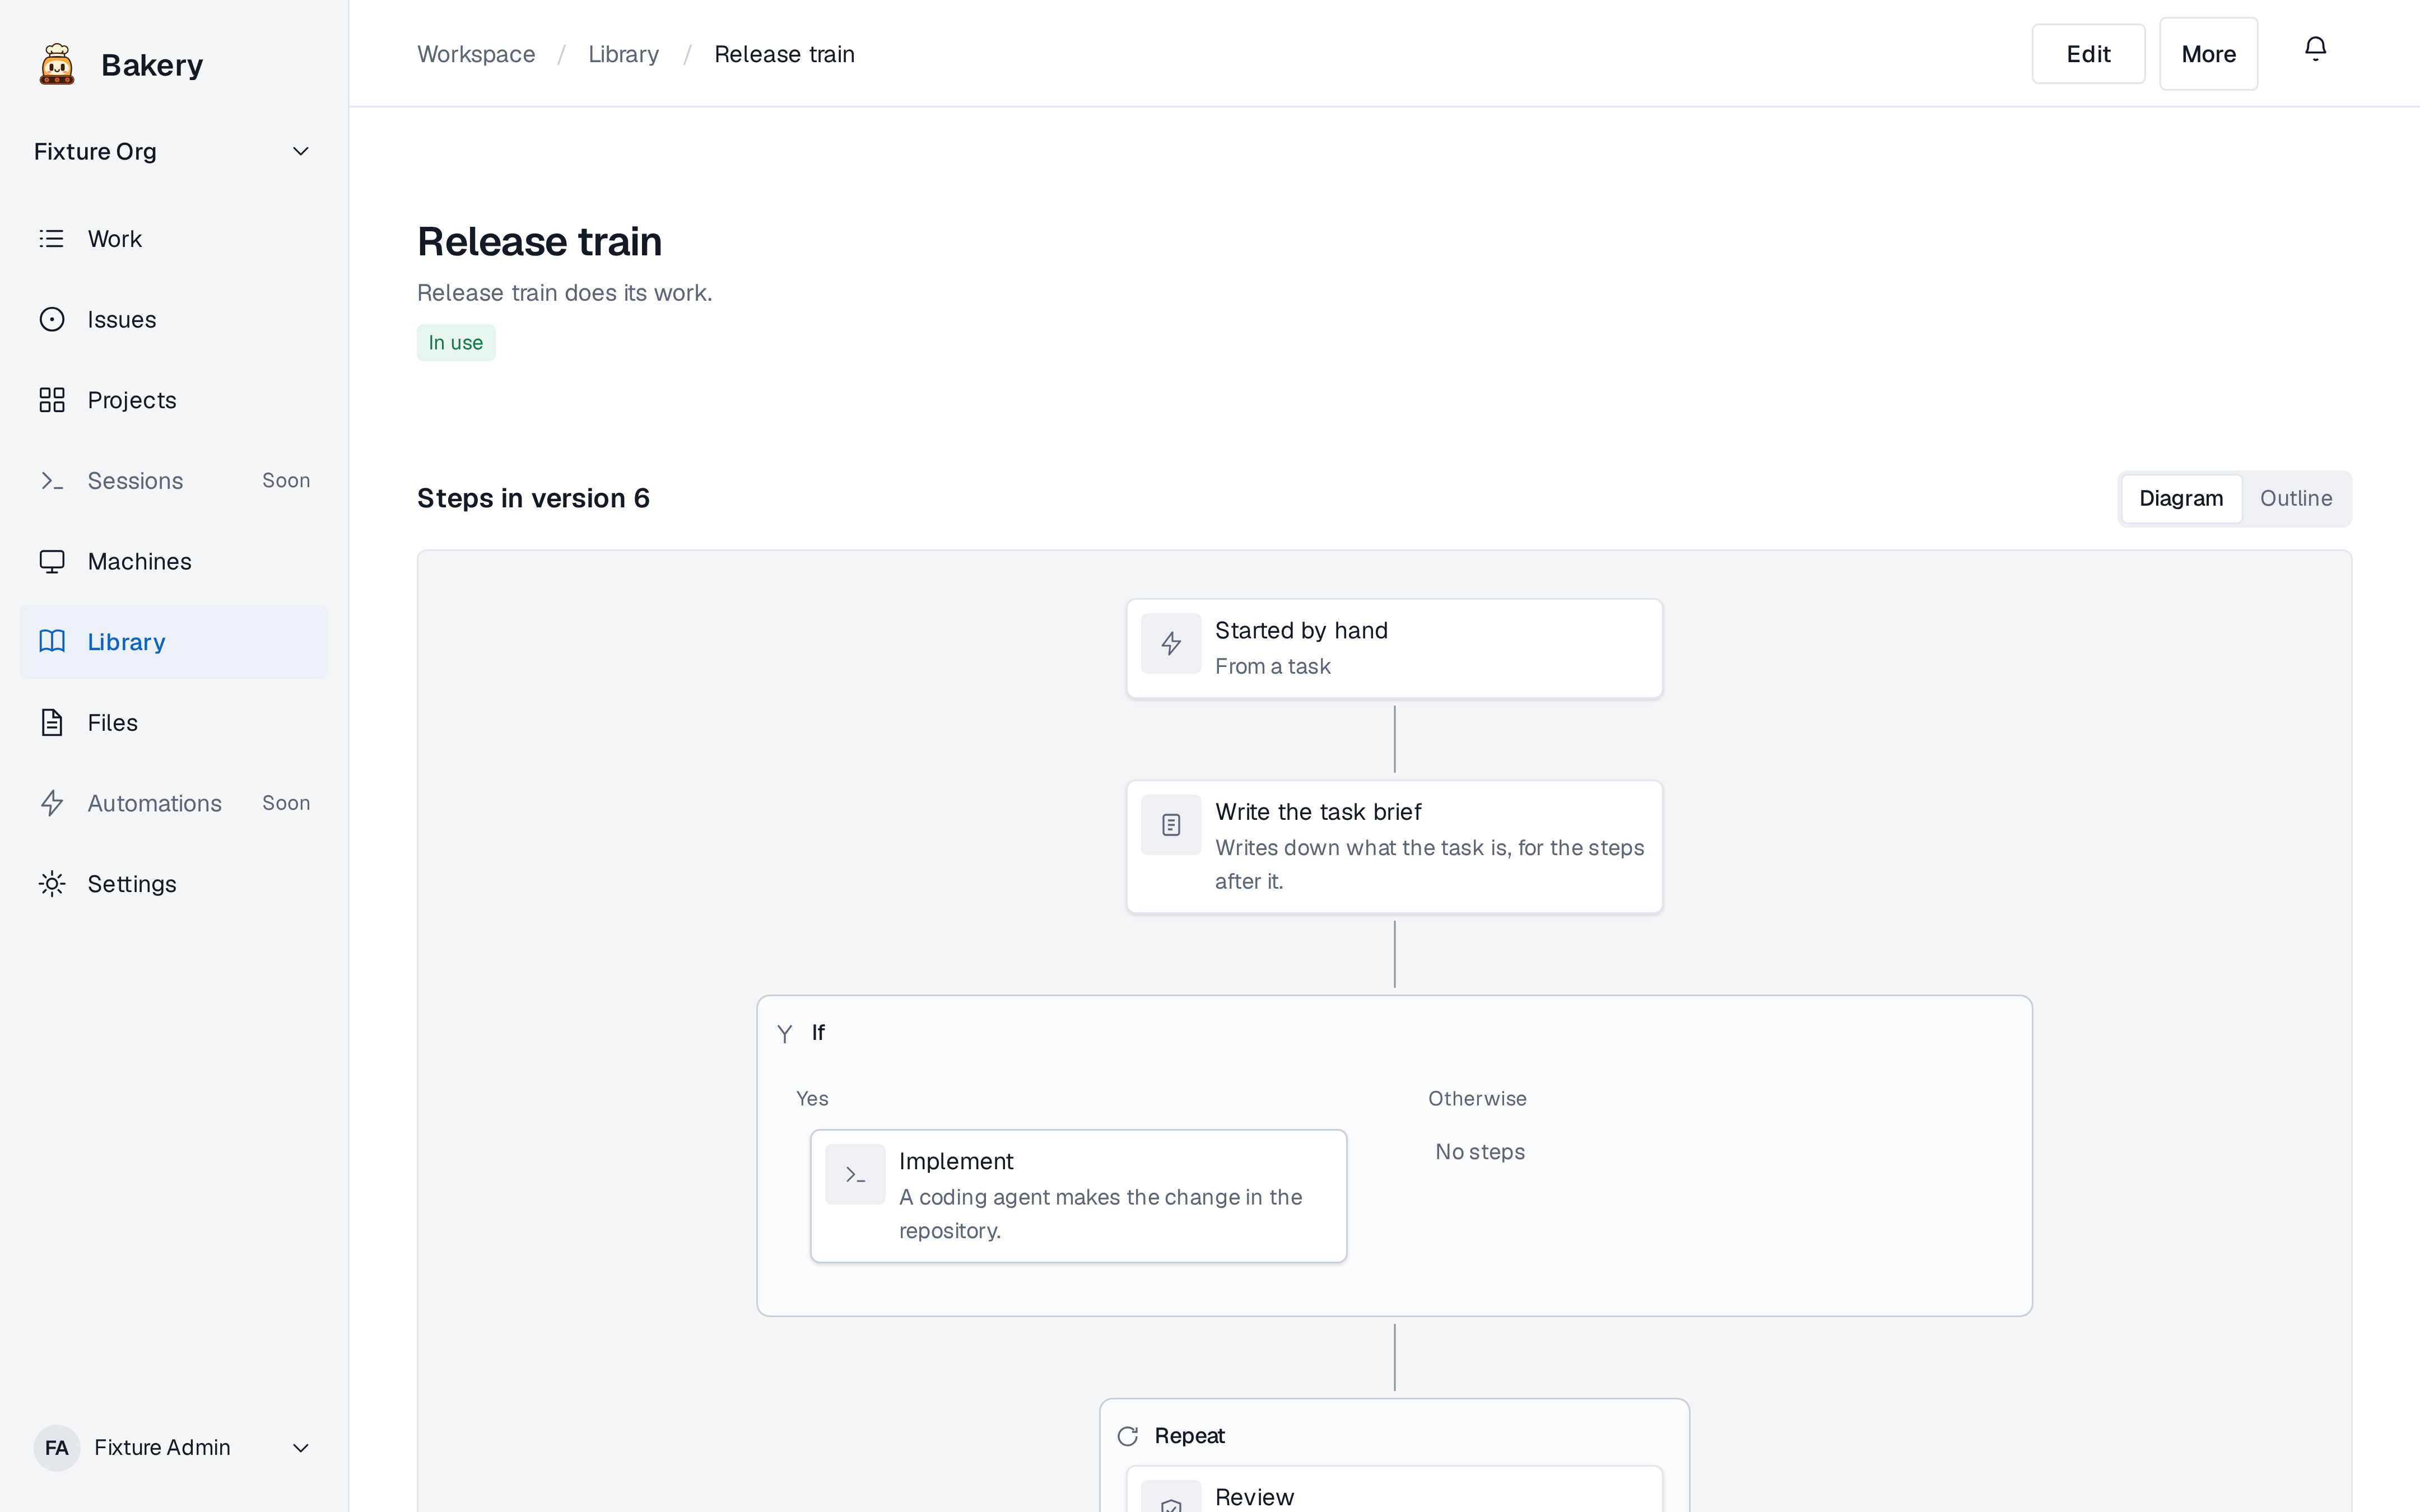 Bakery
Fixture Org
Work
Issues
Projects
Sessions Soon
Machines
Library
Files
Automations Soon
Settings
FA Fixture Admin
Workspace / Library / Release train
Edit
More
Release train
Release train does its work.
In use
Steps in version 6
Diagram Outline
Started by hand
From a task
Write the task brief
Writes down what the task is, for the steps
after it.
If
Yes
Implement
A coding agent makes the change in the
repository.
Otherwise
No steps
Repeat
Review